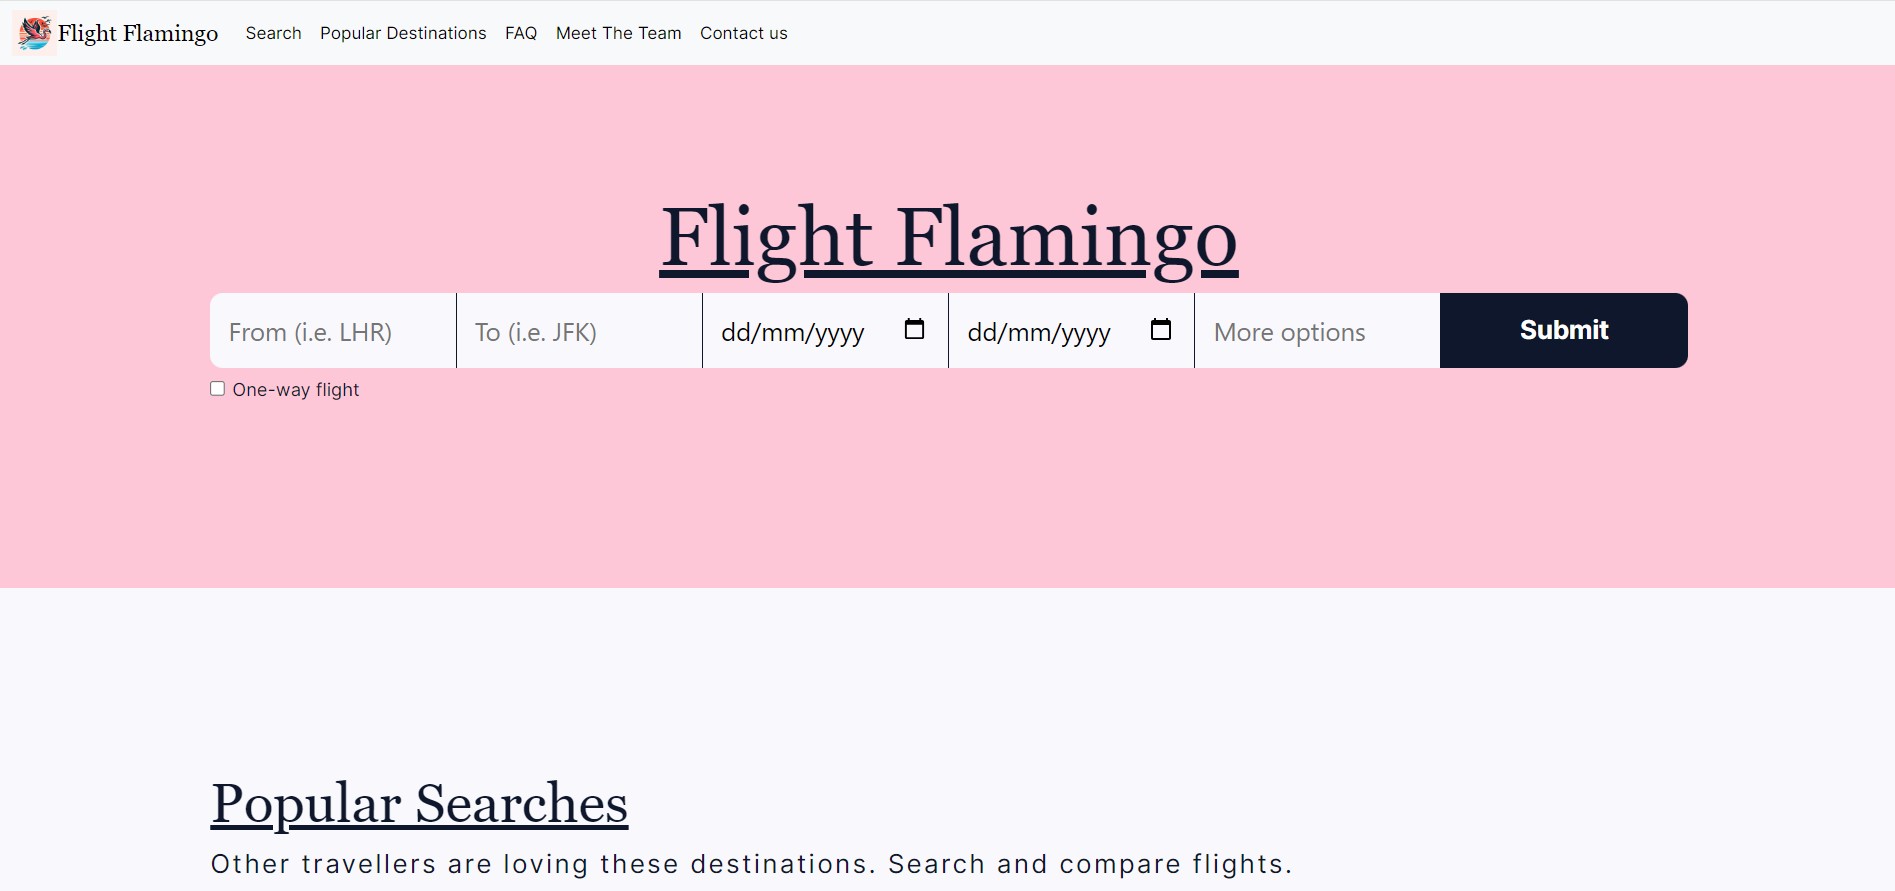 Flight Flamingo Search Popular Destinations FAQ Meet The Team Contact us
Flight Flamingo
From (i.e. LHR) To (i.e. JFK) dd/mm/yyyy dd/mm/yyyy More options Submit
One-way flight
Popular Searches
Other travellers are loving these destinations. Search and compare flights.